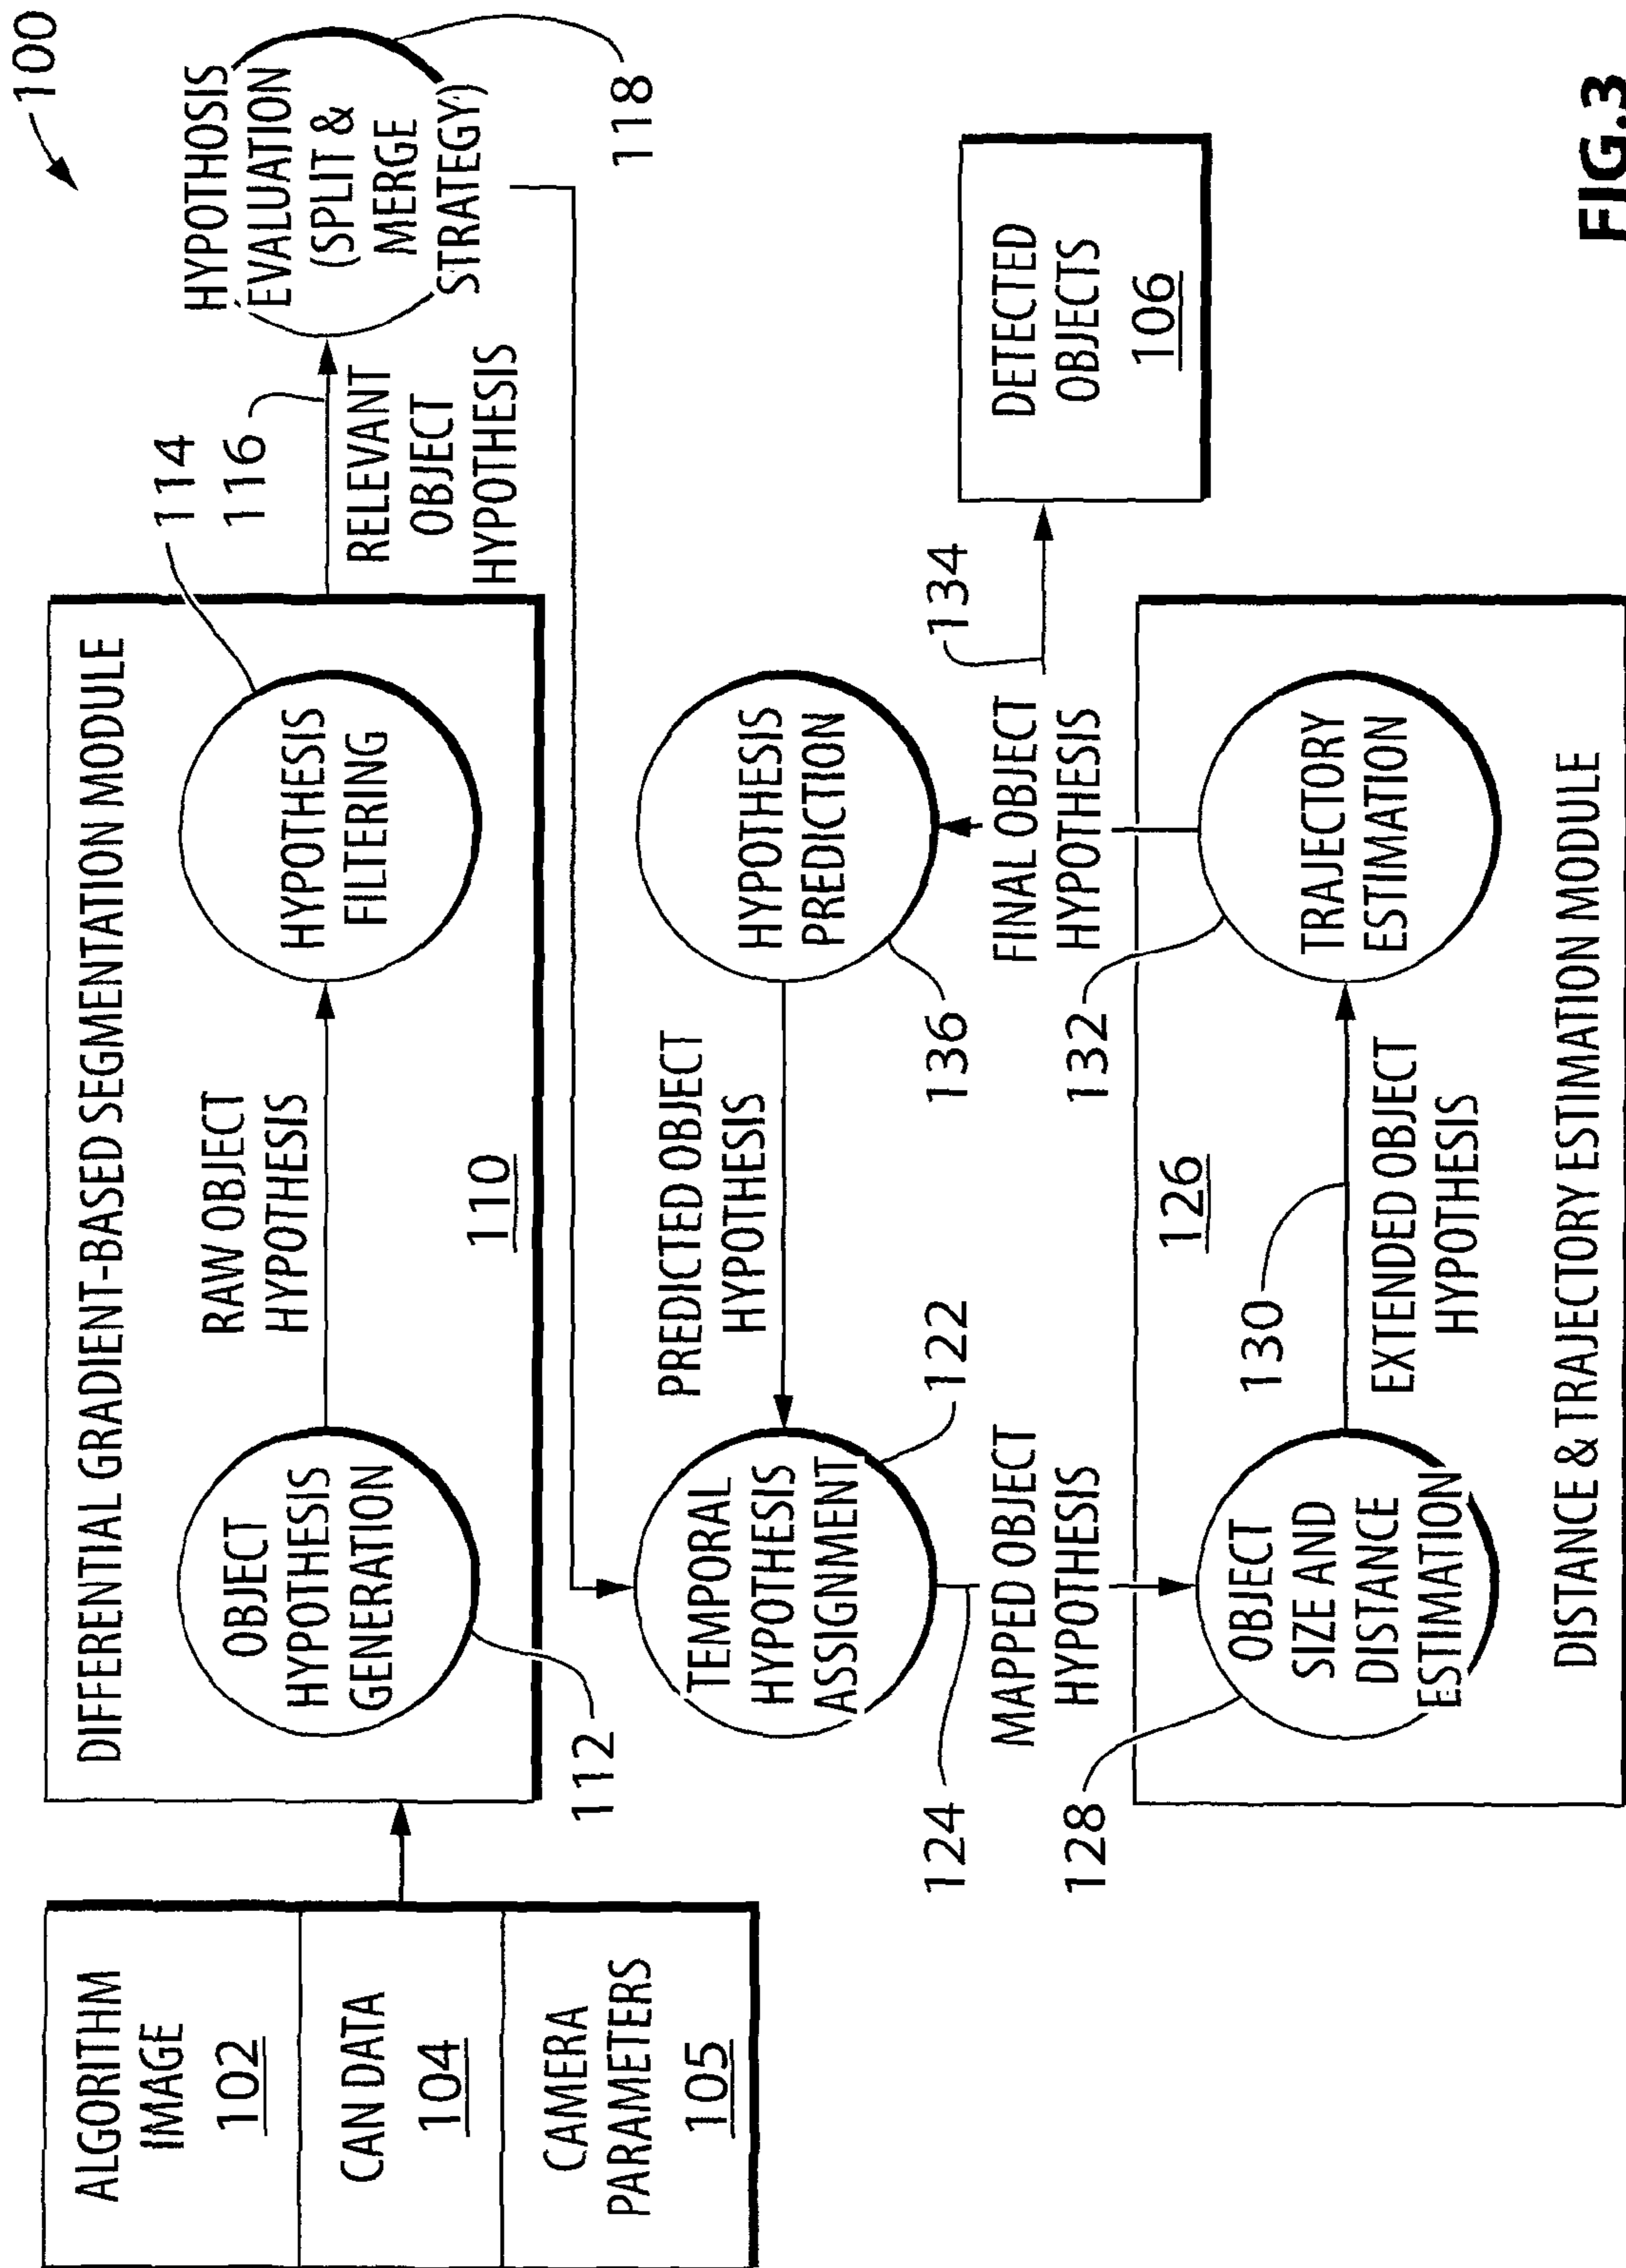 100
DIFFERENTIAL GRADIENT-BASED SEGMENTATION MODULE
ALGORITHM
IMAGE
102
CAN DATA
104
CAMERA
PARAMETERS
105
OBJECT
HYPOTHESIS
GENERATION
112
RAW OBJECT
HYPOTHESIS
110
HYPOTHESIS
FILTERING
114
116
RELEVANT
OBJECT
HYPOTHESIS
HYPOTHOSIS
EVALUATION
(SPLIT &
MERGE
STRATEGY)
118
TEMPORAL
HYPOTHESIS
ASSIGNMENT
122
PREDICTED OBJECT
HYPOTHESIS
HYPOTHESIS
PREDICTION
136
124
MAPPED OBJECT
HYPOTHESIS
FINAL OBJECT
HYPOTHESIS
134
DETECTED
OBJECTS
106
128
OBJECT
SIZE AND
DISTANCE
ESTIMATION
126
130
EXTENDED OBJECT
HYPOTHESIS
132
TRAJECTORY
ESTIMATION
DISTANCE & TRAJECTORY ESTIMATION MODULE
FIG.3